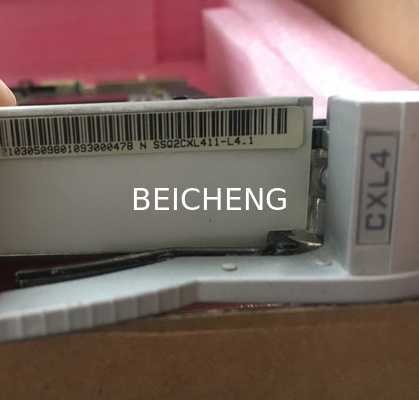 21030509801093000478 N SSQ2CXL411-L4.1
BEICHENG
CXL4